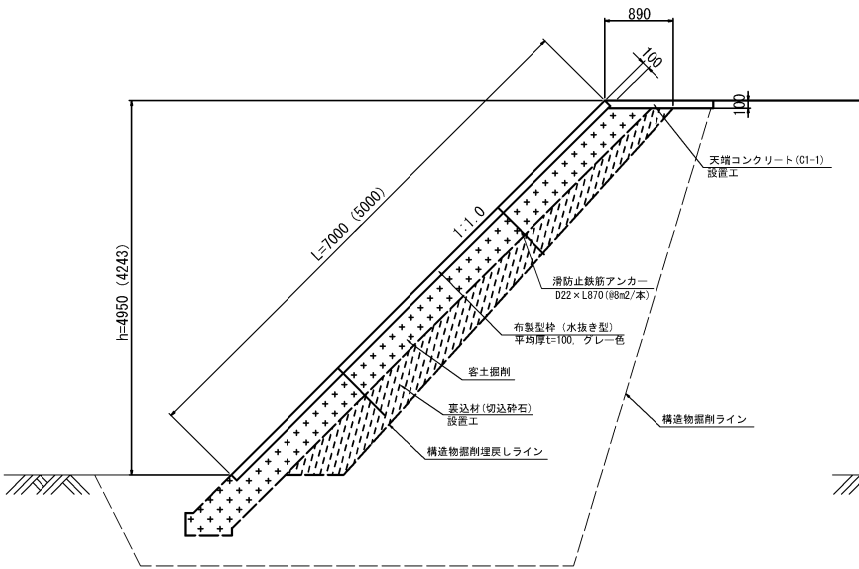 890
100
100
天端コンクリート(C1-1)
設置工
L=7000 (5000)
1:1.0
h=4950 (4243)
滑防止鉄筋アンカー
D22×L870(@8m2/本)
布製型枠 (水抜き型)
平均厚t=100, グレー色
客土掘削
裏込材(切込砕石)
設置工
構造物掘削ライン
構造物掘削埋戻しライン